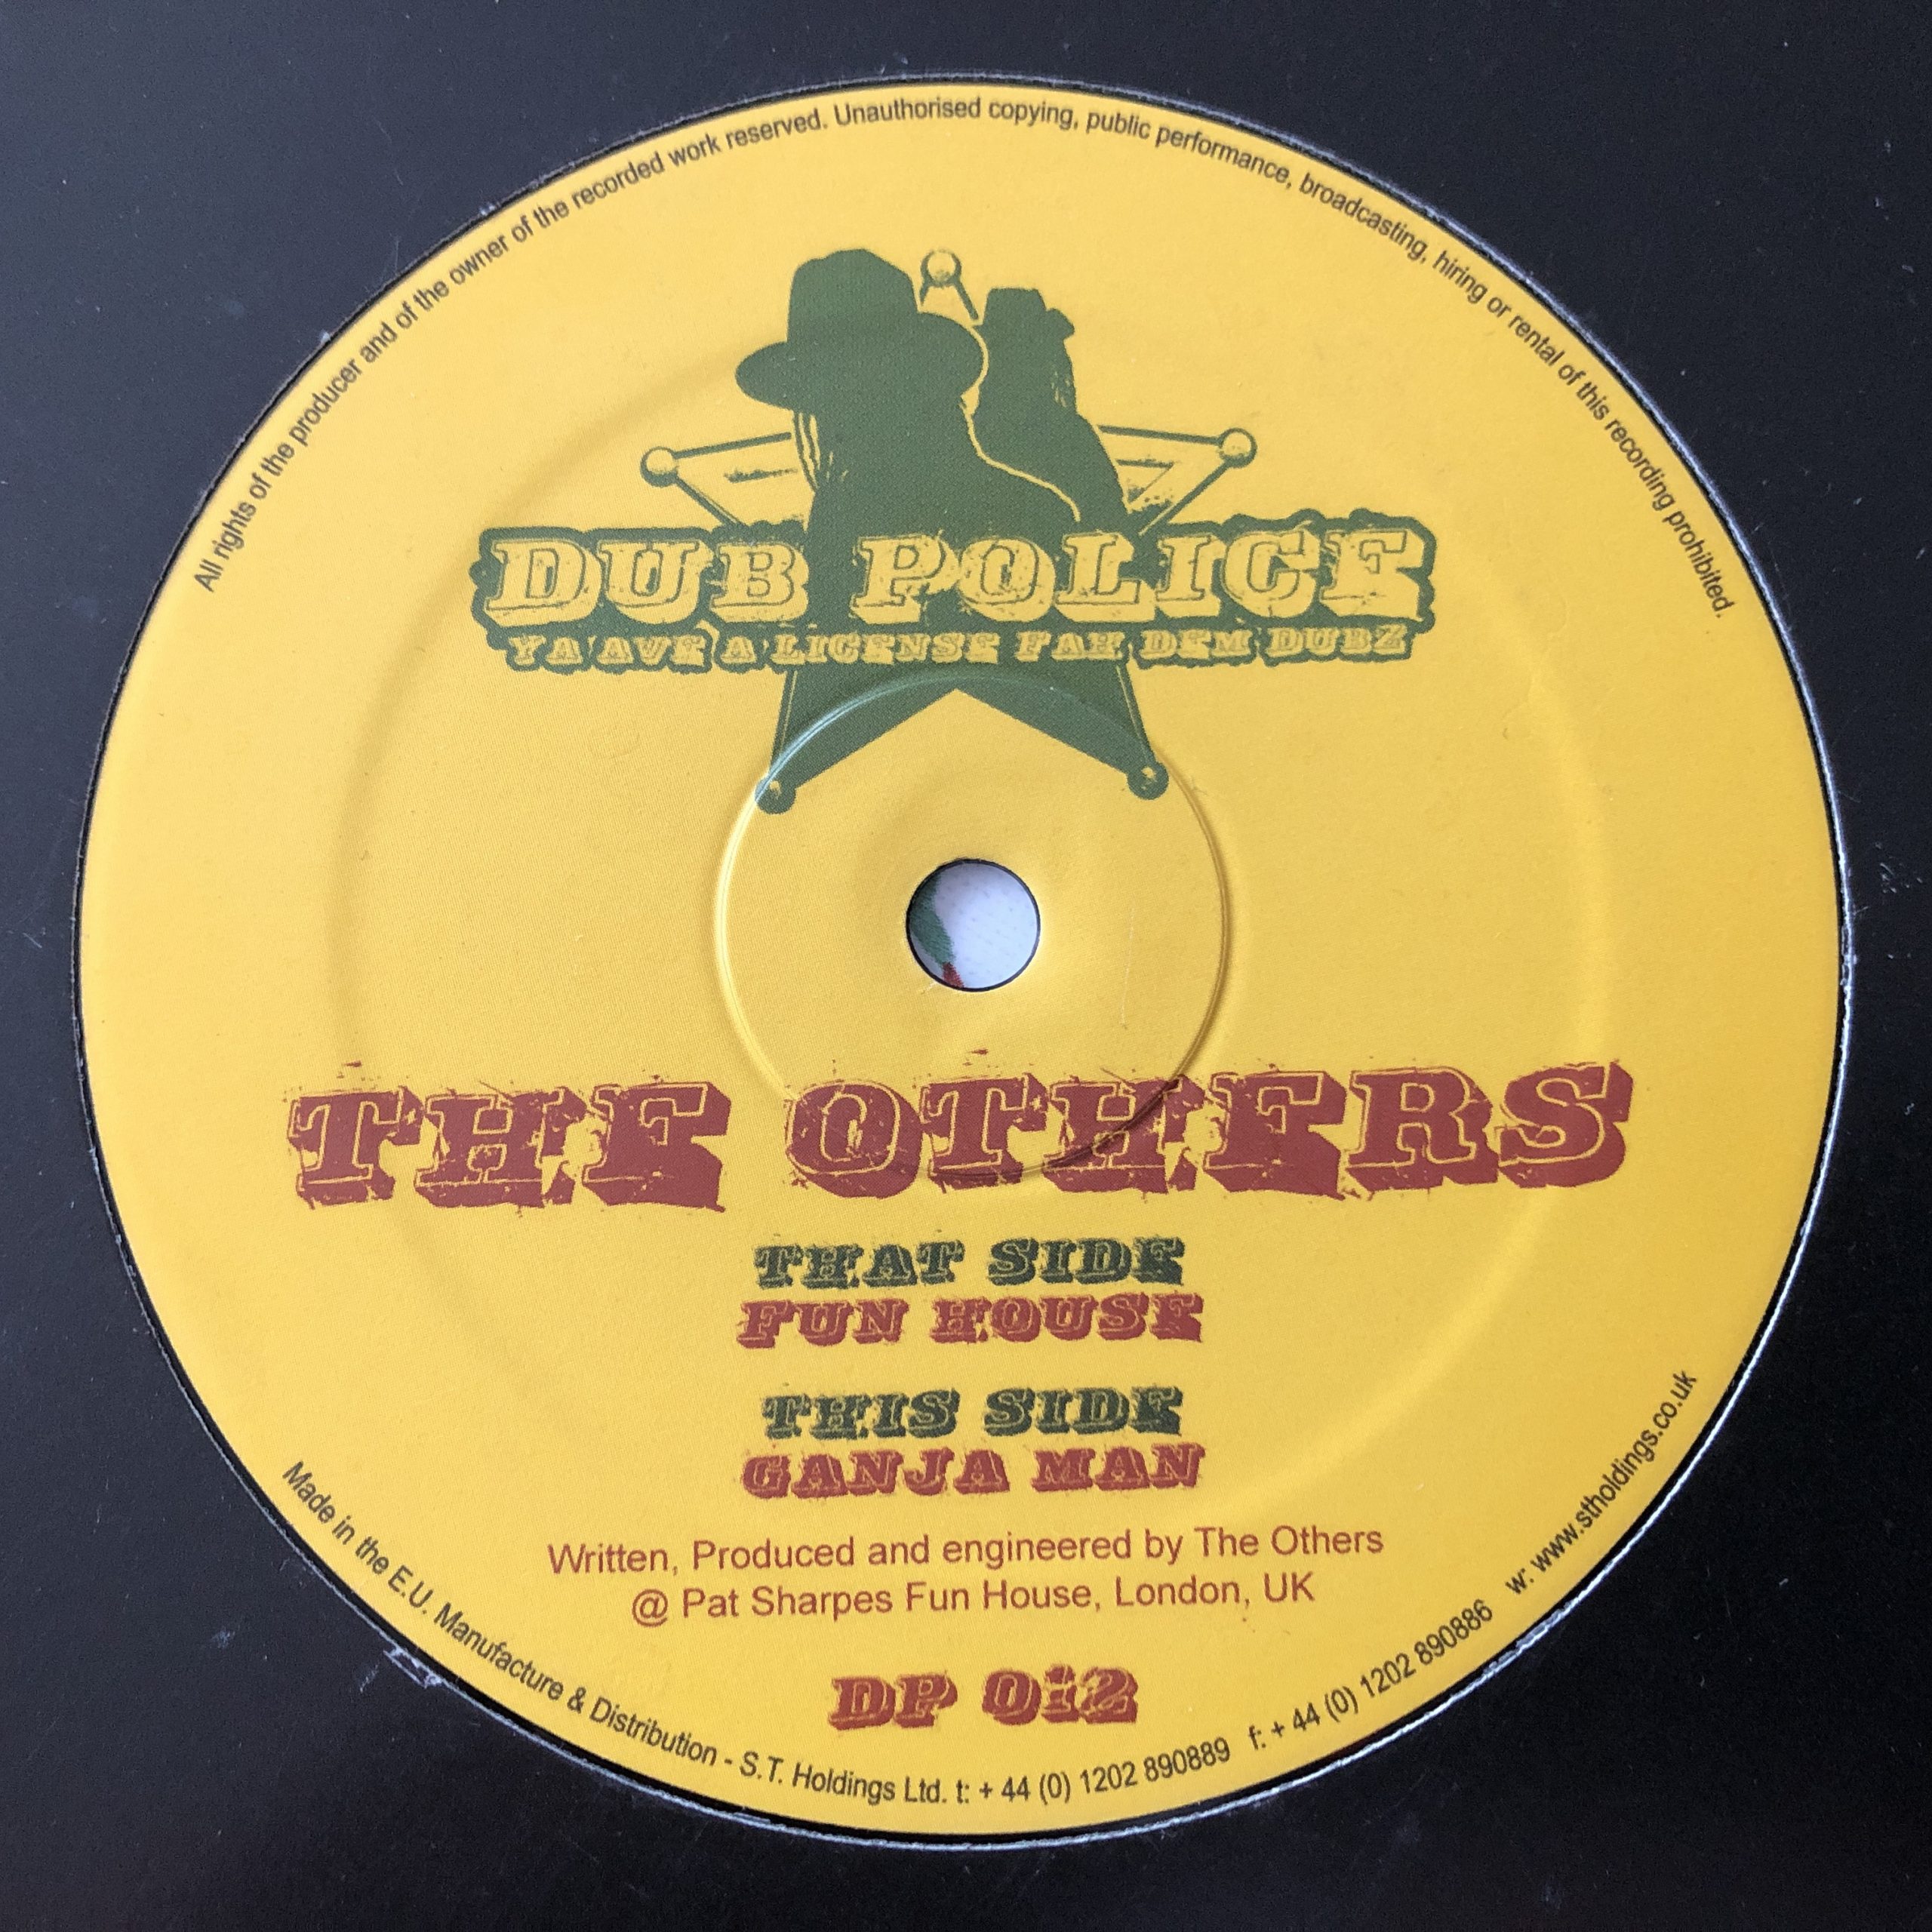 All rights of the producer and of the owner of the recorded work reserved. Unauthorised copying, public performance, broadcasting, hiring or rental of this recording prohibited.
DUB POLICE
YA AVE A LICENSE FAH DEM DUBZ
THE OTHERS
THAT SIDE
FUN HOUSE
THIS SIDE
GANJA MAN
Written, Produced and engineered by The Others
@ Pat Sharpes Fun House, London, UK
DP 012
Made in the E.U. Manufacture & Distribution - S.T. Holdings Ltd. t: + 44 (0) 1202 890889 f: + 44 (0) 1202 890886 w: www.stholdings.co.uk